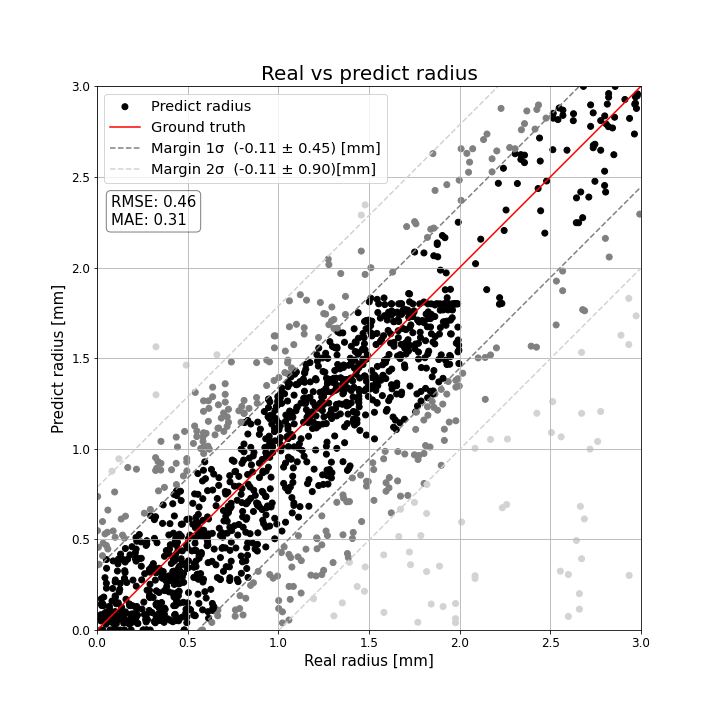 Real vs predict radius
3.0
2.5
2.0
1.5
1.0
0.5
0.0
Predict radius [mm]
Predict radius
Ground truth
Margin 1σ (-0.11 ± 0.45) [mm]
Margin 2σ (-0.11 ± 0.90)[mm]
RMSE: 0.46
MAE: 0.31
0.0 0.5 1.0 1.5 2.0 2.5 3.0
Real radius [mm]